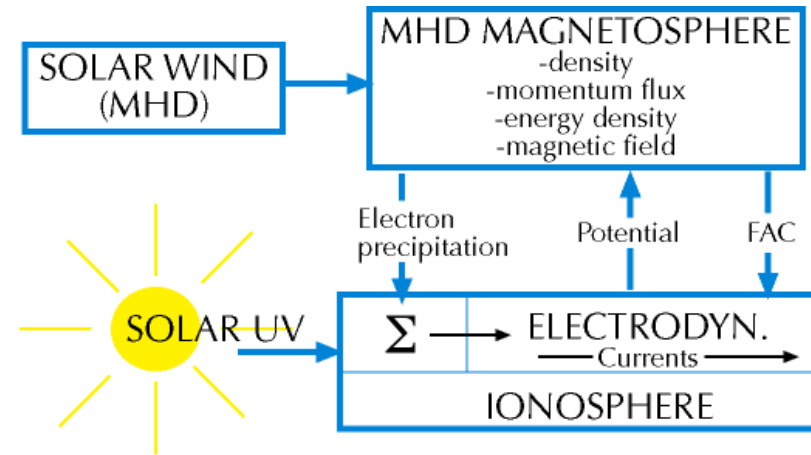 SOLAR WIND
(MHD)
MHD MAGNETOSPHERE
-density
-momentum flux
-energy density
-magnetic field
Electron
precipitation
Potential
FAC
SOLAR UV
Σ
ELECTRODYN.
Currents
IONOSPHERE